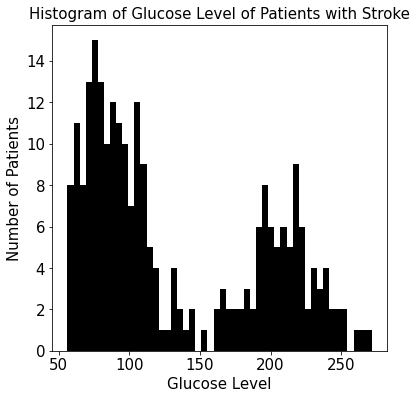 Histogram of Glucose Level of Patients with Stroke
Number of Patients
14
12
10
8
6
4
2
0
50 100 150 200 250
Glucose Level